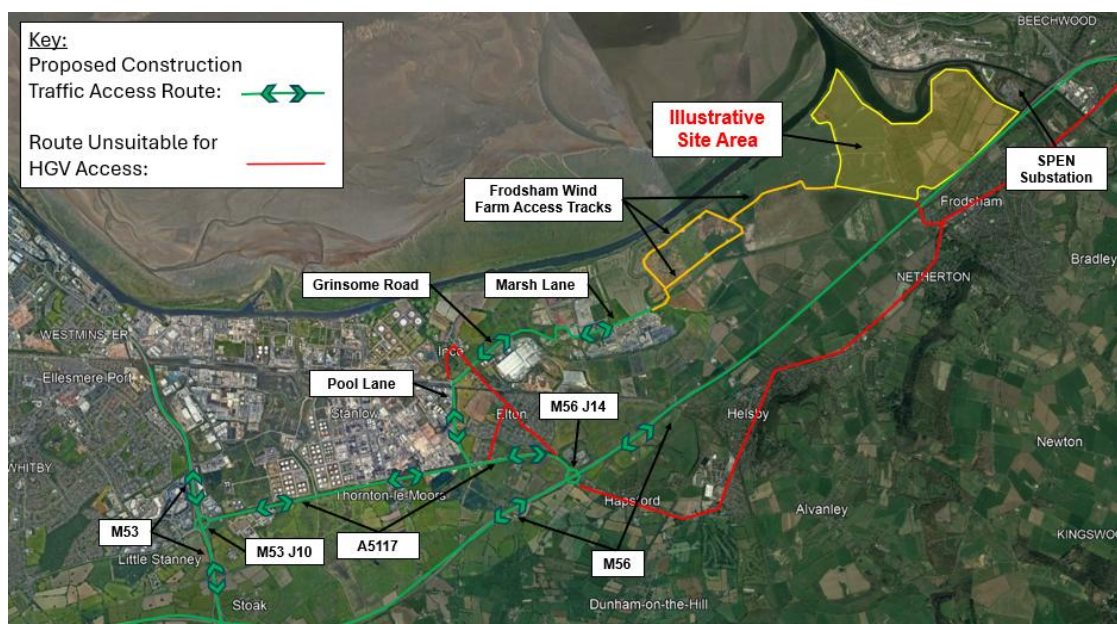 Key:
Proposed Construction
Traffic Access Route:
Route Unsuitable for
HGV Access:
BEECHWOOD
Illustrative
Site Area
SPEN
Substation
Frodsham Wind
Farm Access Tracks
Frodsham
Bradley
NETHERTON
Grinsome Road
Marsh Lane
WESTMINSTER
Ellesmere Port
Ince
Pool Lane
M56 J14
Stanlow
Elton
Helsby
Newton
WHITBY
Thornton-le-Moors
Hapsford
Alvanley
M53
M53 J10
A5117
M56
KINGSWO
Little Stanney
Stoak
Dunham-on-the-Hill